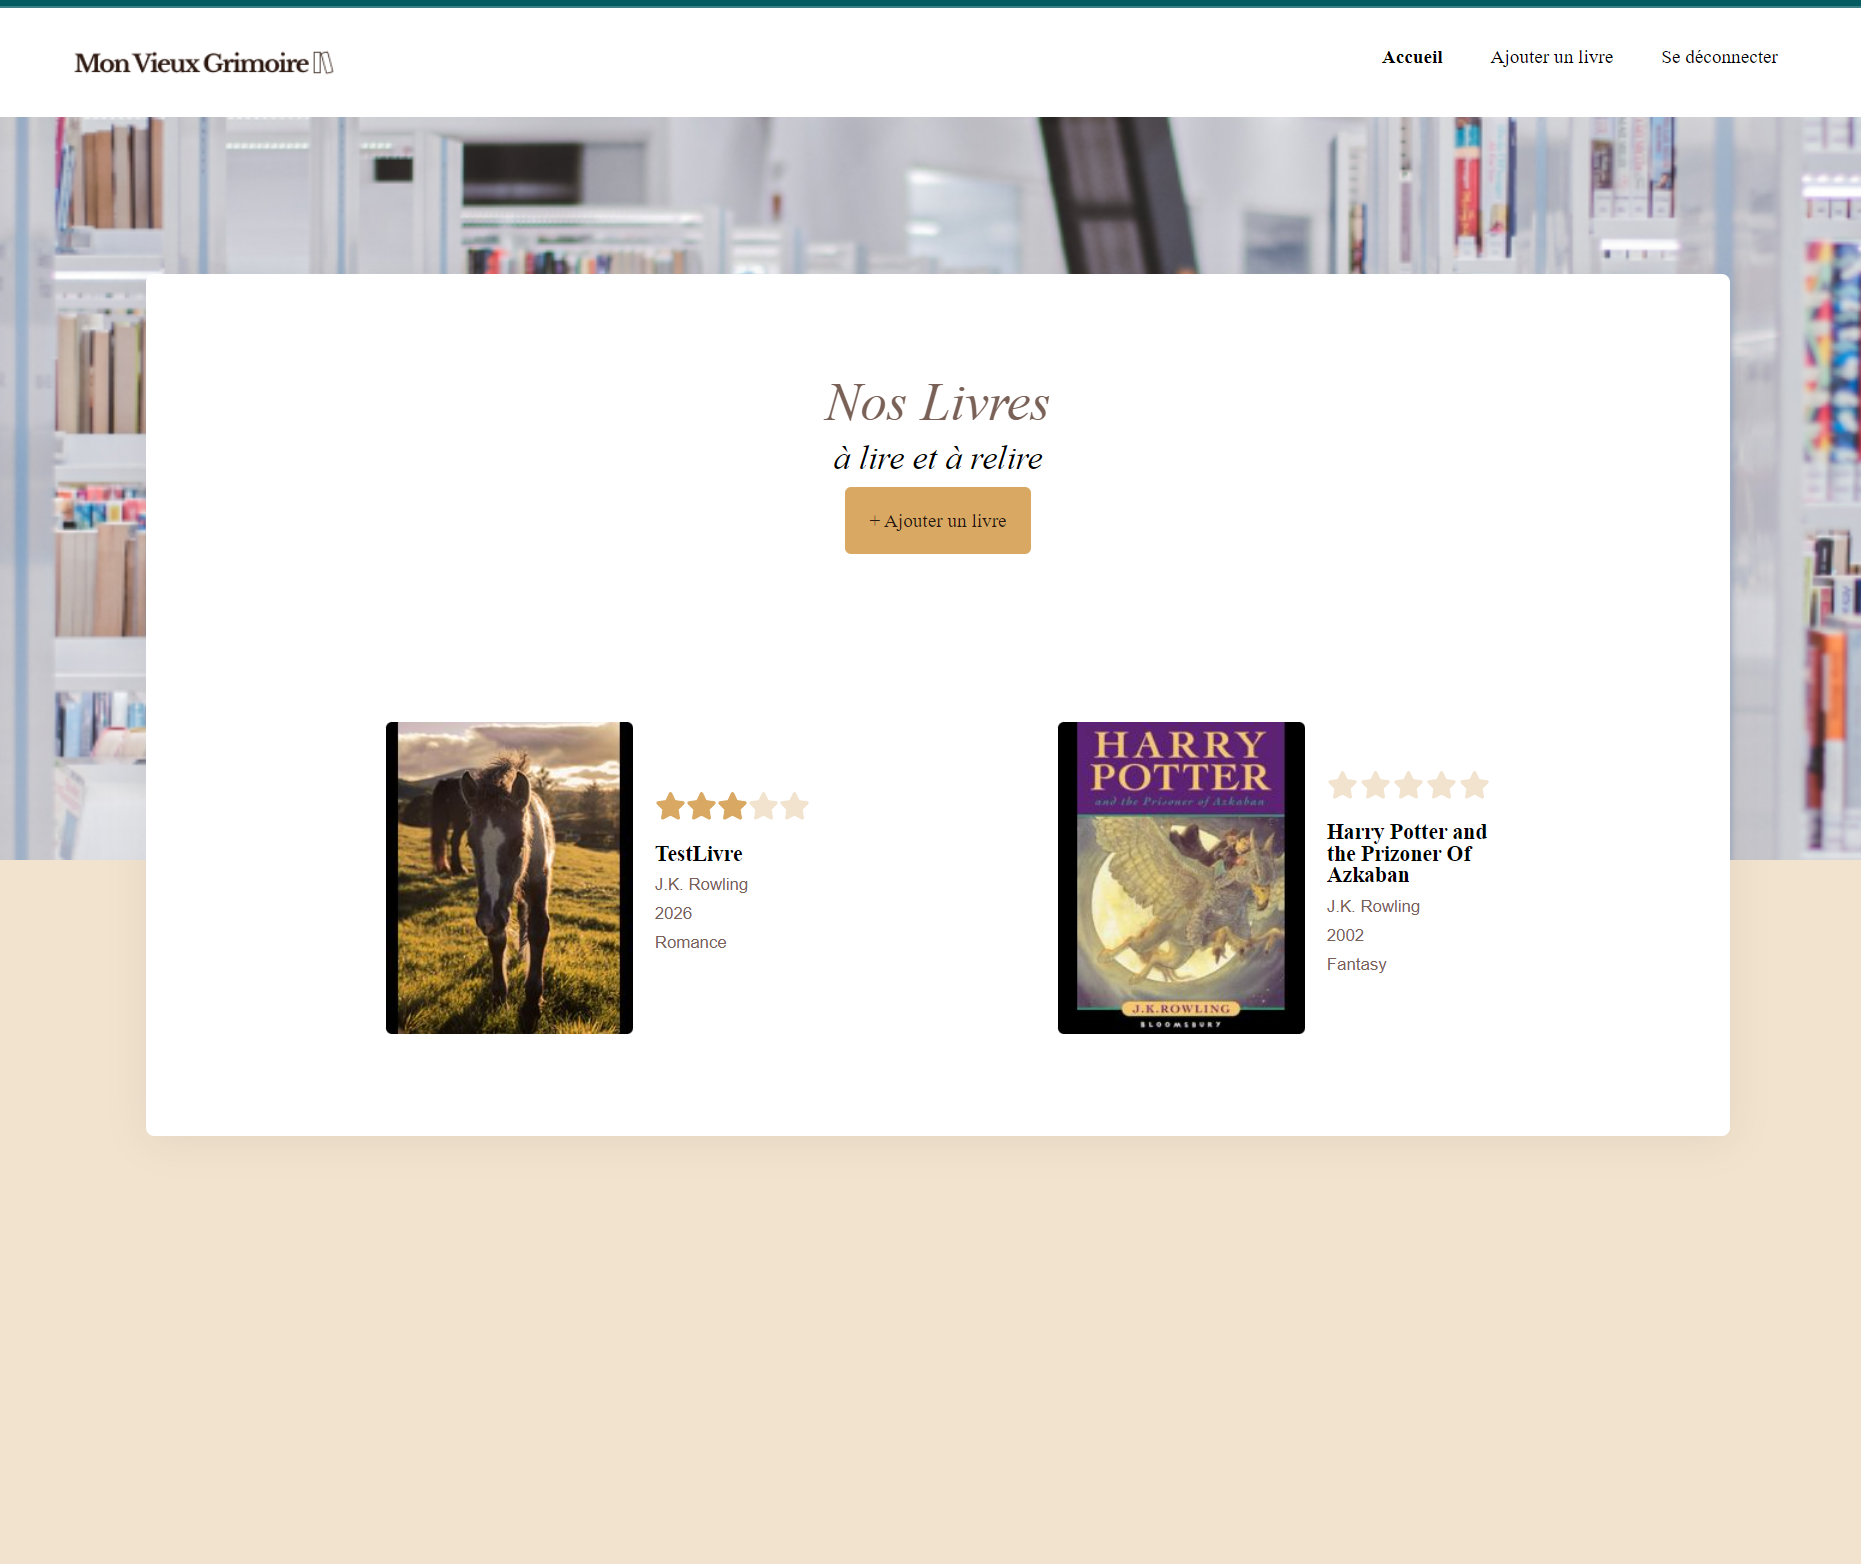 Mon Vieux Grimoire
Accueil
Ajouter un livre
Se déconnecter
Nos Livres
à lire et à relire
+ Ajouter un livre
TestLivre
J.K. Rowling
2026
Romance
HARRY
POTTER
and the Prisoner of Azkaban
J.K.ROWLING
BLOOMSBURY
Harry Potter and
the Prizoner Of
Azkaban
J.K. Rowling
2002
Fantasy